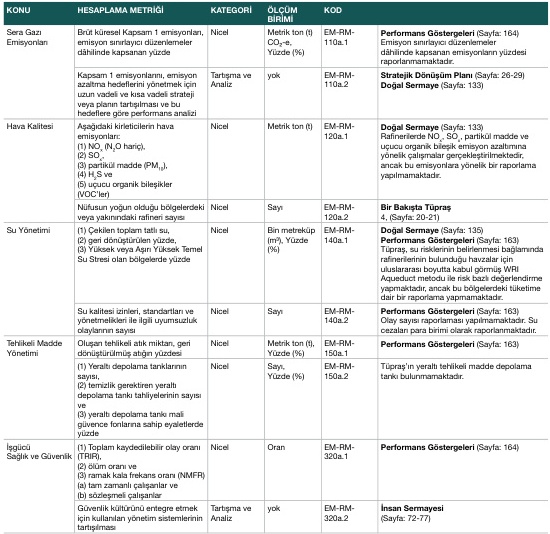 KONU HESAPLAMA METRİĞİ KATEGORİ ÖLÇÜM BİRİMİ KOD
Sera Gazı
Emisyonları
Brüt küresel Kapsam 1 emisyonları,
emisyon sınırlayıcı düzenlemeler
dâhilinde kapsanan yüzde
Nicel
Metrik ton (t)
CO₂-e,
Yüzde (%)
EM-RM-
110a.1
Performans Göstergeleri (Sayfa: 164)
Emisyon sınırlayıcı düzenlemeler
dâhilinde kapsanan emisyonların yüzdesi
raporlanmamaktadır.
Kapsam 1 emisyonlarını, emisyon
azaltma hedeflerini yönetmek için
uzun vadeli ve kısa vadeli strateji
veya planın tartışılması ve bu
hedeflere göre performans analizi
Tartışma ve
Analiz
yok
EM-RM-
110a.2
Stratejik Dönüşüm Planı (Sayfa: 26-29)
Doğal Sermaye (Sayfa: 133)
Hava Kalitesi
Aşağıdaki kirleticilerin hava
emisyonları:
(1) NOₓ (N₂O hariç),
(2) SOₓ,
(3) partikül madde (PM₁₀),
(4) H₂S ve
(5) uçucu organik bileşikler
(VOC'ler)
Nicel
Metrik ton (t)
EM-RM-
120a.1
Doğal Sermaye (Sayfa: 133)
Rafinerilerde NOₓ, SOₓ, partikül madde ve
uçucu organik bileşik emisyon azaltımına
yönelik çalışmalar gerçekleştirilmektedir,
ancak bu emisyonlara yönelik bir raporlama
yapılmamaktadır.
Nüfusun yoğun olduğu bölgelerdeki
veya yakınındaki rafineri sayısı
Nicel
Sayı
EM-RM-
120a.2
Bir Bakışta Tüpraş
4, (Sayfa: 20-21)
Su Yönetimi
(1) Çekilen toplam tatlı su,
(2) geri dönüştürülen yüzde,
(3) Yüksek veya Aşırı Yüksek Temel
Su Stresi olan bölgelerde yüzde
Nicel
Bin metreküp
(m³), Yüzde
(%)
EM-RM-
140a.1
Doğal Sermaye (Sayfa: 135)
Performans Göstergeleri (Sayfa: 163)
Tüpraş, su risklerinin belirlenmesi bağlamında
rafinerilerinin bulunduğu havzalar için
uluslararası boyutta kabul görmüş WRI
Aqueduct metodu ile risk bazlı değerlendirme
yapmaktadır, ancak bu bölgelerdeki tüketime
dair bir raporlama yapmamaktadır.
Su kalitesi izinleri, standartları ve
yönetmelikleri ile ilgili uyumsuzluk
olaylarının sayısı
Nicel
Sayı
EM-RM-
140a.2
Performans Göstergeleri (Sayfa: 163)
Olay sayısı raporlaması yapılmamaktadır. Su
cezaları para birimi olarak raporlanmaktadır.
Tehlikeli Madde
Yönetimi
Oluşan tehlikeli atık miktarı, geri
dönüştürülmüş atığın yüzdesi
Nicel
Metrik ton (t),
Yüzde (%)
EM-RM-
150a.1
Performans Göstergeleri (Sayfa: 163)
(1) Yeraltı depolama tanklarının
sayısı,
(2) temizlik gerektiren yeraltı
depolama tankı tahliyelerinin sayısı
ve
(3) yeraltı depolama tankı mali
güvence fonlarına sahip eyaletlerde
yüzde
Nicel
Sayı,
Yüzde (%)
EM-RM-
150a.2
Tüpraş'ın yeraltı tehlikeli madde depolama
tankı bulunmamaktadır.
İşgücü
Sağlık ve Güvenlik
(1) Toplam kaydedilebilir olay oranı
(TRIR),
(2) ölüm oranı ve
(3) ramak kala frekans oranı (NMFR)
(a) tam zamanlı çalışanlar ve
(b) sözleşmeli çalışanlar
Nicel
Oran
EM-RM-
320a.1
Performans Göstergeleri (Sayfa: 164)
Güvenlik kültürünü entegre etmek
için kullanılan yönetim sistemlerinin
tartışılması
Tartışma ve
Analiz
yok
EM-RM-
320a.2
İnsan Sermayesi
(Sayfa: 72-77)